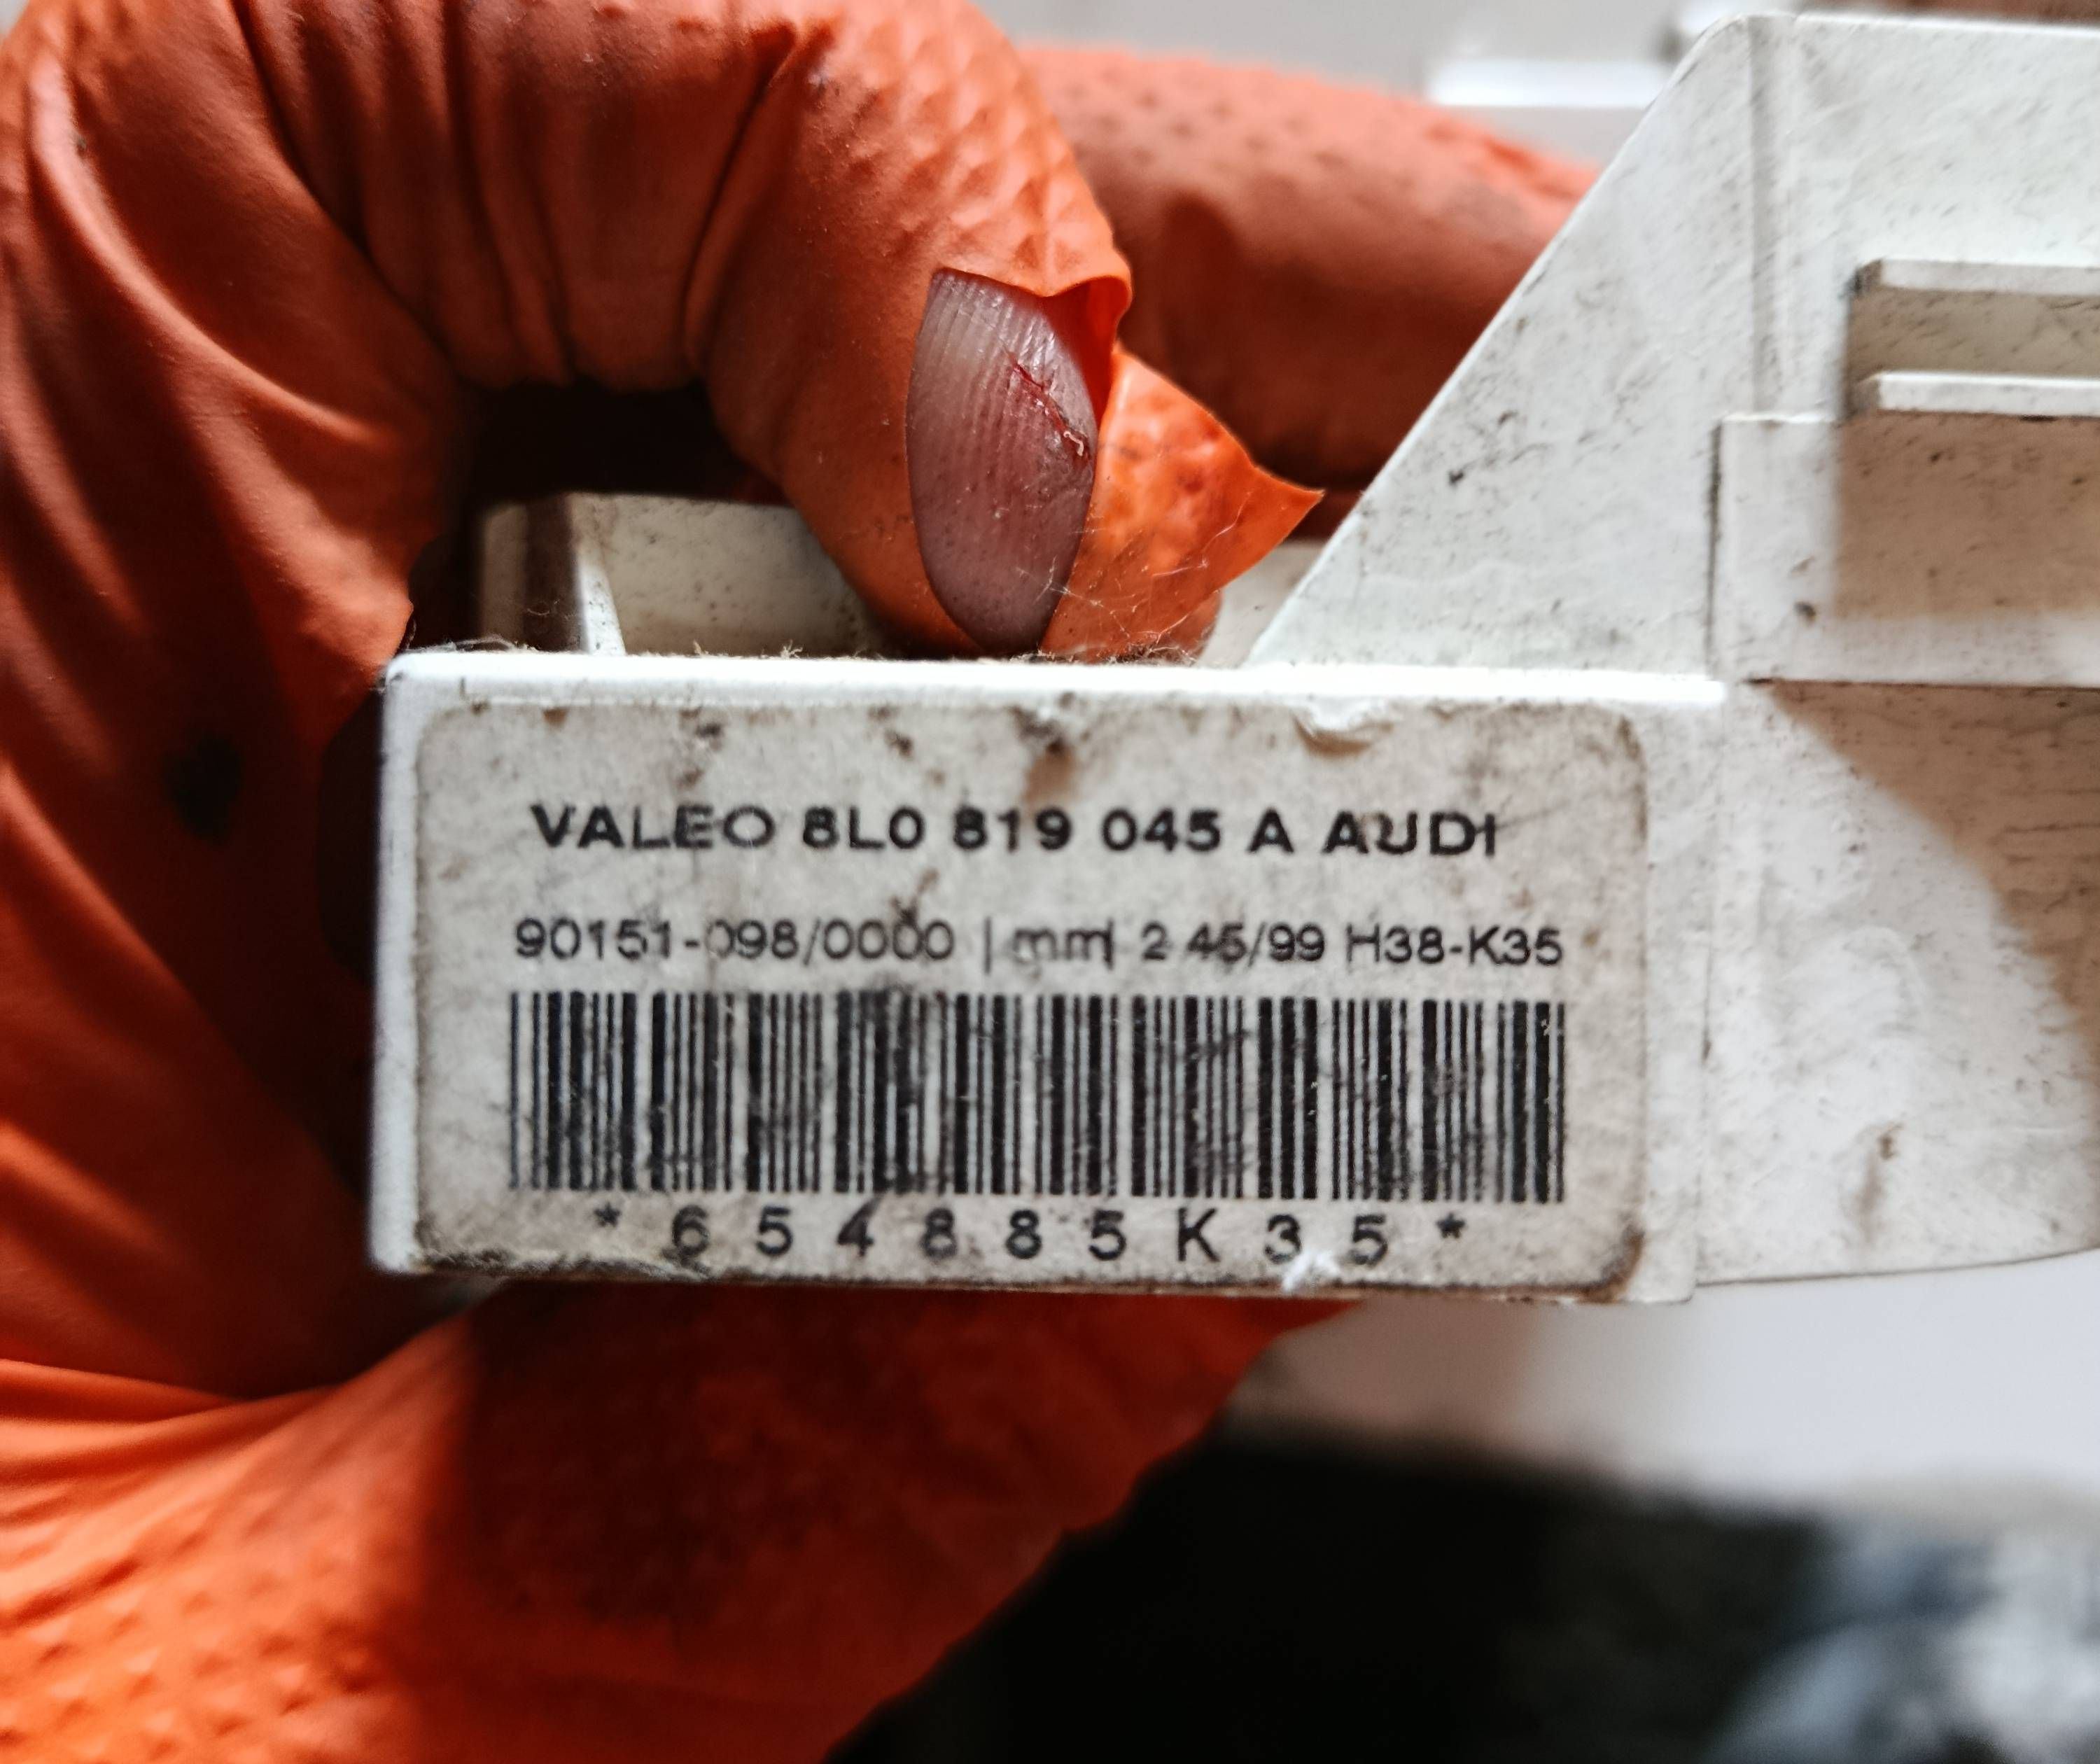 VALEO 8L0 819 045 A AUDI
90151-098/0000 | mm| 2 45/99 H38-K35
*654885K35*